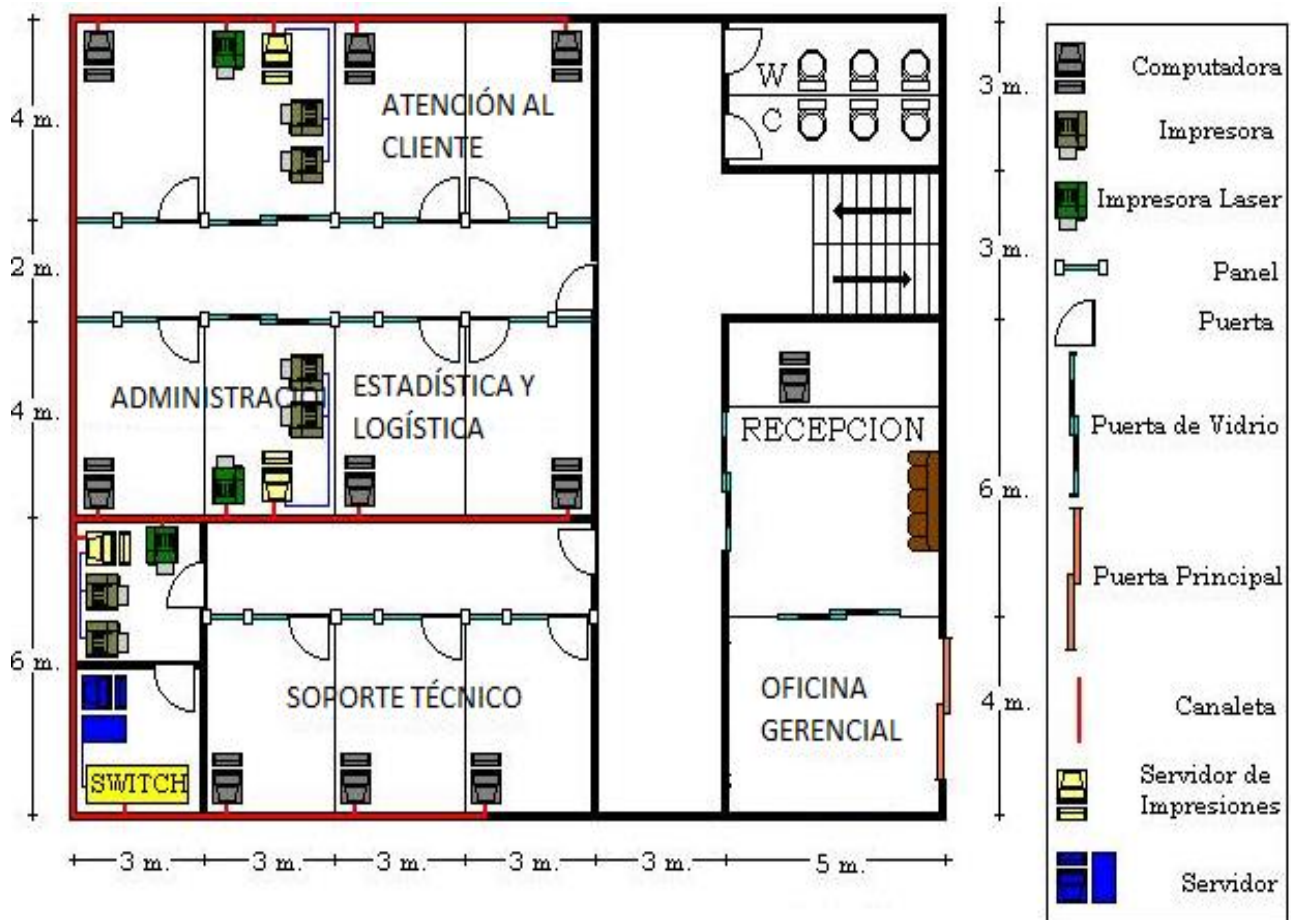 4 m.
2 m.
4 m.
6 m.
ATENCIÓN AL
CLIENTE
W
C
ADMINISTRACI
ESTADÍSTICA Y
LOGÍSTICA
RECEPCION
SOPORTE TÉCNICO
OFICINA
GERENCIAL
SWITCH
3 m.
3 m.
6 m.
4 m.
3 m.
3 m.
3 m.
3 m.
3 m.
5 m.
Computadora
Impresora
Impresora Laser
Panel
Puerta
Puerta de Vidrio
Puerta Principal
Canaleta
Servidor de
Impresiones
Servidor